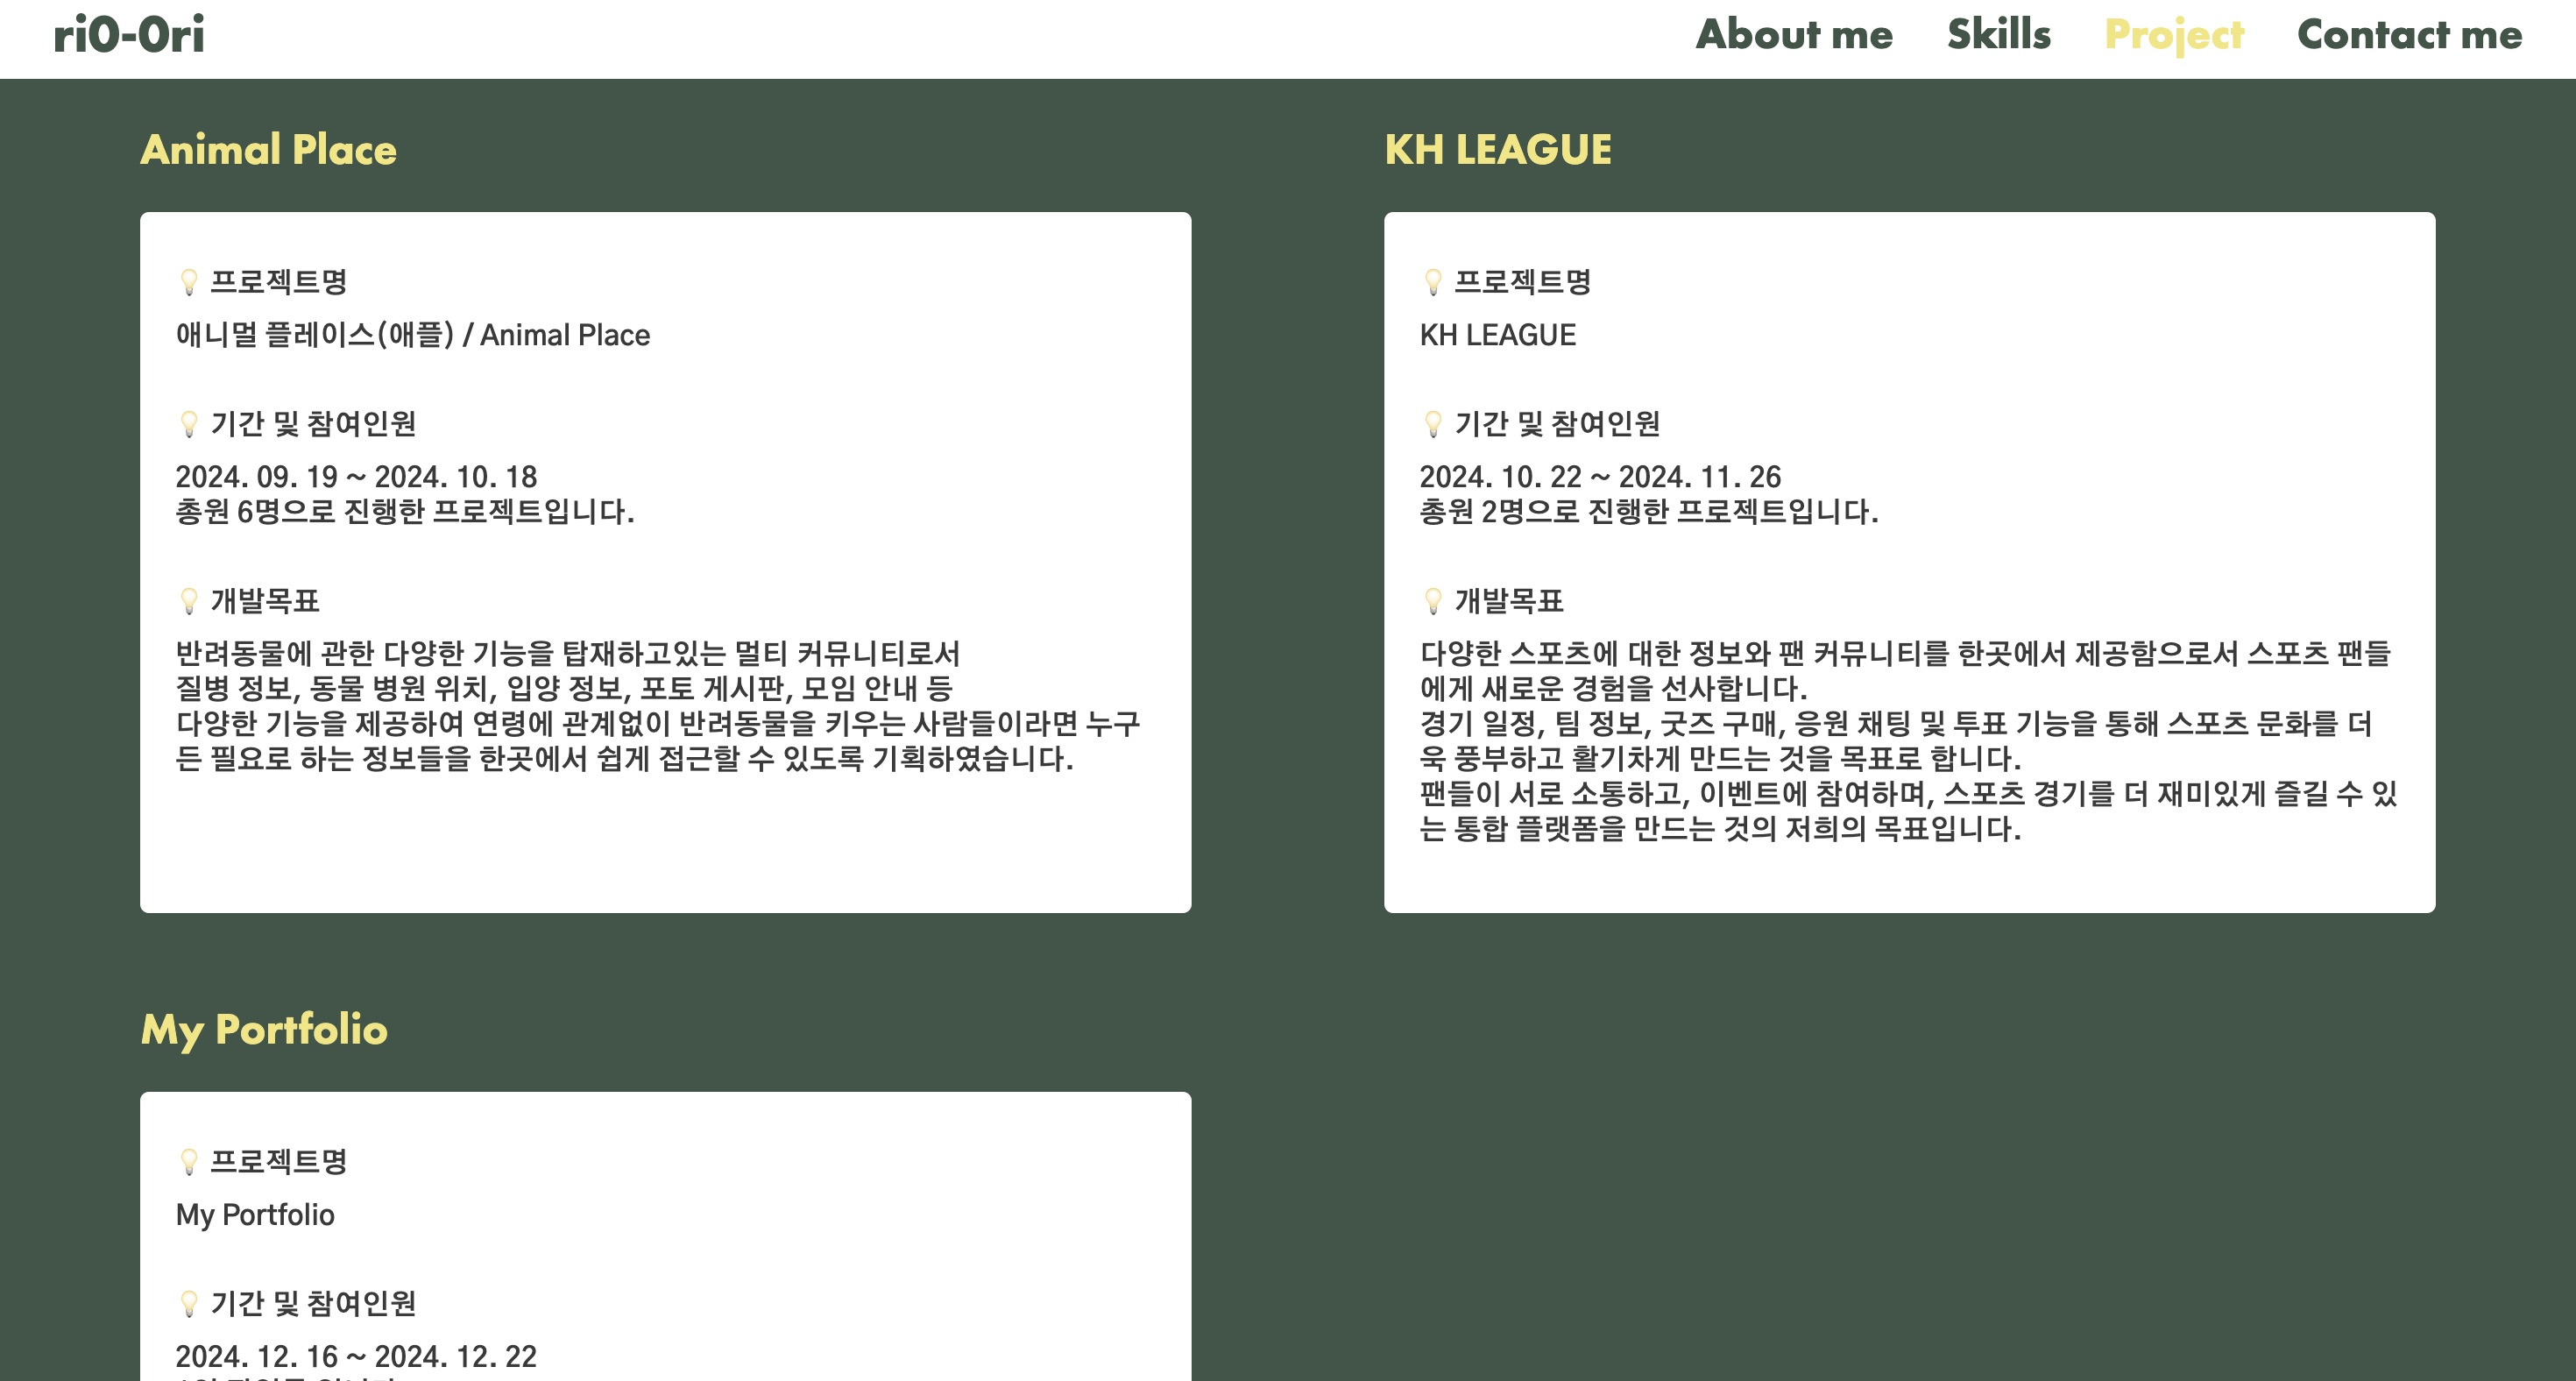 ri0-0ri
About me
Skills
Project
Contact me
Animal Place
💡 프로젝트명
애니멀 플레이스(애플) / Animal Place
💡 기간 및 참여인원
2024. 09. 19 ~ 2024. 10. 18
총원 6명으로 진행한 프로젝트입니다.
💡 개발목표
반려동물에 관한 다양한 기능을 탑재하고있는 멀티 커뮤니티로서
질병 정보, 동물 병원 위치, 입양 정보, 포토 게시판, 모임 안내 등
다양한 기능을 제공하여 연령에 관계없이 반려동물을 키우는 사람들이라면 누구
든 필요로 하는 정보들을 한곳에서 쉽게 접근할 수 있도록 기획하였습니다.
KH LEAGUE
💡 프로젝트명
KH LEAGUE
💡 기간 및 참여인원
2024. 10. 22 ~ 2024. 11. 26
총원 2명으로 진행한 프로젝트입니다.
💡 개발목표
다양한 스포츠에 대한 정보와 팬 커뮤니티를 한곳에서 제공함으로서 스포츠 팬들
에게 새로운 경험을 선사합니다.
경기 일정, 팀 정보, 굿즈 구매, 응원 채팅 및 투표 기능을 통해 스포츠 문화를 더
욱 풍부하고 활기차게 만드는 것을 목표로 합니다.
팬들이 서로 소통하고, 이벤트에 참여하며, 스포츠 경기를 더 재미있게 즐길 수 있
는 통합 플랫폼을 만드는 것의 저희의 목표입니다.
My Portfolio
💡 프로젝트명
My Portfolio
💡 기간 및 참여인원
2024. 12. 16 ~ 2024. 12. 22